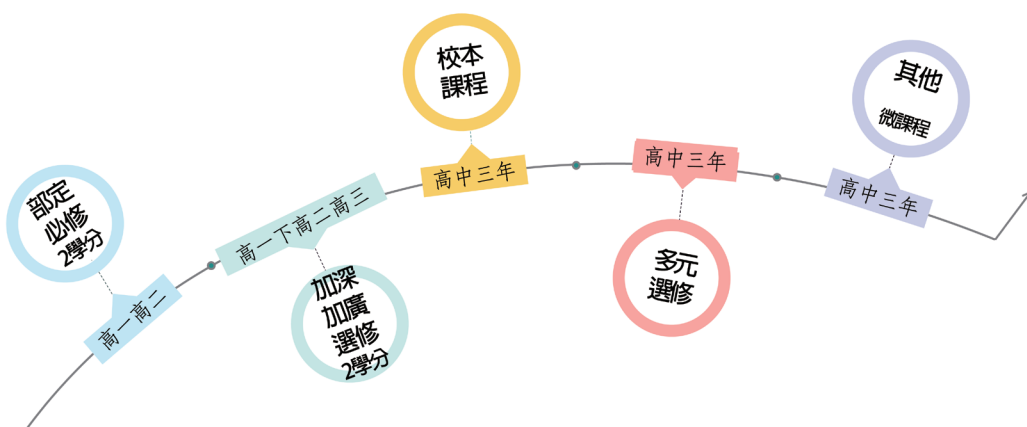 部定
必修
2學分
高一高二
高一下高二高三
加深
加廣
選修
2學分
校本
課程
高中三年
高中三年
多元
選修
其他
微課程
高中三年